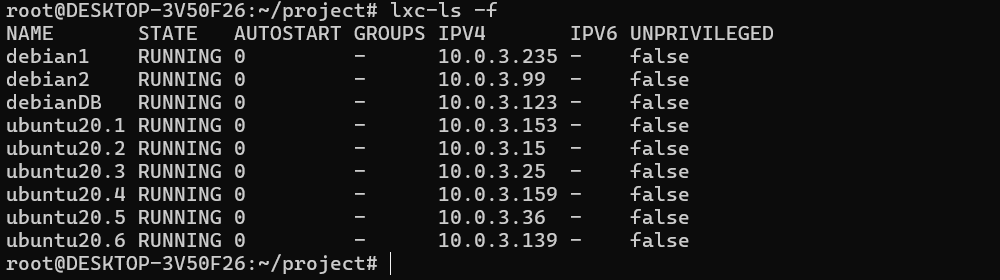 root@DESKTOP-3V50F26:~/project# lxc-ls -f
NAME       STATE   AUTOSTART GROUPS IPV4       IPV6 UNPRIVILEGED
debian1    RUNNING 0         -      10.0.3.235 -    false
debian2    RUNNING 0         -      10.0.3.99  -    false
debianDB   RUNNING 0         -      10.0.3.123 -    false
ubuntu20.1 RUNNING 0         -      10.0.3.153 -    false
ubuntu20.2 RUNNING 0         -      10.0.3.15  -    false
ubuntu20.3 RUNNING 0         -      10.0.3.25  -    false
ubuntu20.4 RUNNING 0         -      10.0.3.159 -    false
ubuntu20.5 RUNNING 0         -      10.0.3.36  -    false
ubuntu20.6 RUNNING 0         -      10.0.3.139 -    false
root@DESKTOP-3V50F26:~/project#